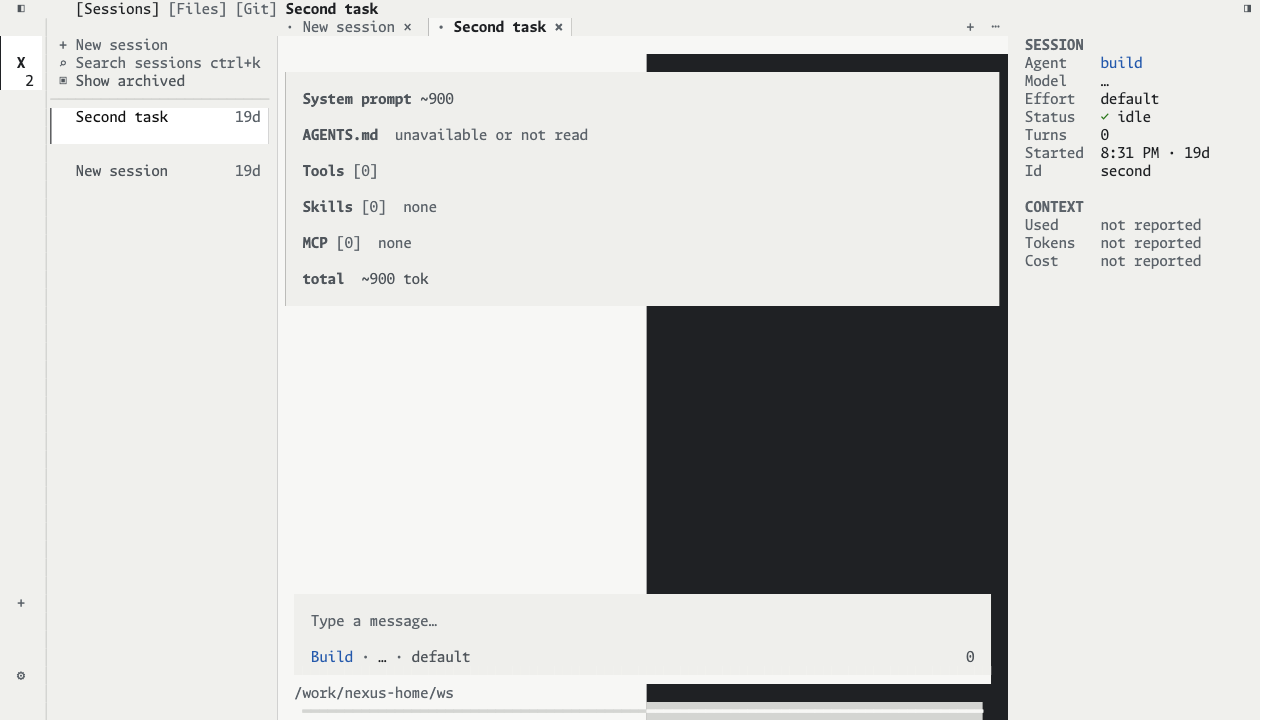 [Sessions] [Files] [Git] Second task
· New session × · Second task × + ⋯
+ New session
⌕ Search sessions ctrl+k
▣ Show archived
X
2
Second task 19d
New session 19d
System prompt ~900
AGENTS.md unavailable or not read
Tools [0]
Skills [0] none
MCP [0] none
total ~900 tok
Type a message…
Build · … · default 0
/work/nexus-home/ws
SESSION
Agent build
Model …
Effort default
Status ✓ idle
Turns 0
Started 8:31 PM · 19d
Id second
CONTEXT
Used not reported
Tokens not reported
Cost not reported
+
⚙